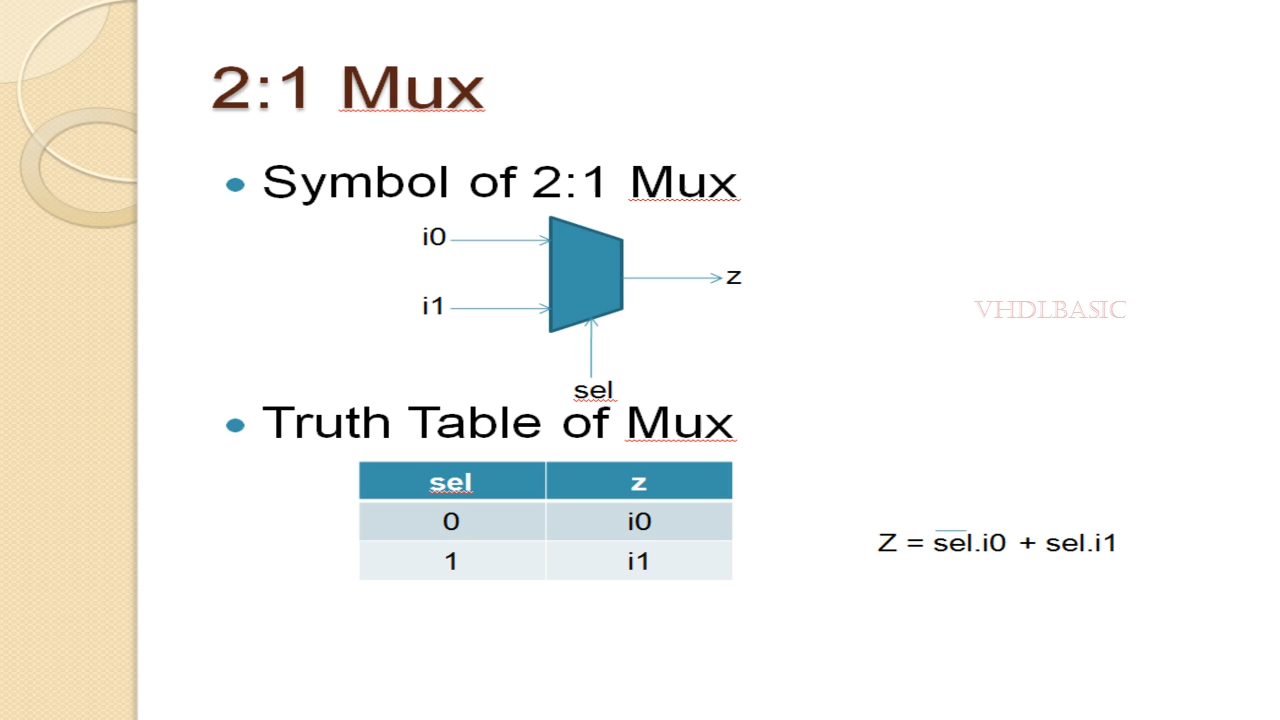 2:1 Mux
Symbol of 2:1 Mux
i0
i1
z
VHDLBASIC
sel
Truth Table of Mux
sel z
0 i0
1 i1
Z = s̅e̅l̅.i0 + sel.i1